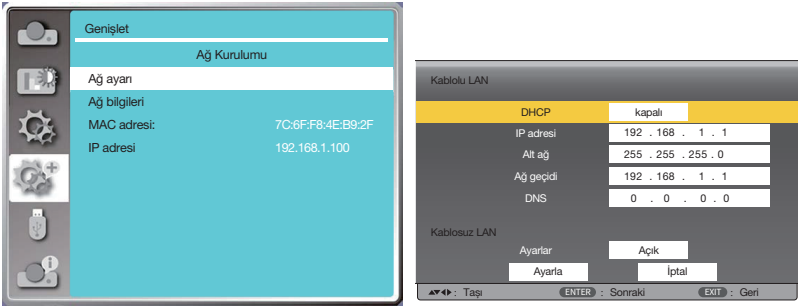 Genişlet
Ağ Kurulumu
Ağ ayarı
Ağ bilgileri
MAC adresi: 7C:6F:F8:4E:B9:2F
IP adresi 192.168.1.100
Kablolu LAN
DHCP kapalı
IP adresi 192 . 168 . 1 . 1
Alt ağ 255 . 255 . 255 . 0
Ağ geçidi 192 . 168 . 1 . 1
DNS 0 . 0 . 0 . 0
Kablosuz LAN
Ayarlar Açık
Ayarla İptal
▲▼◀▶ : Taşı ENTER : Sonraki EXIT : Geri